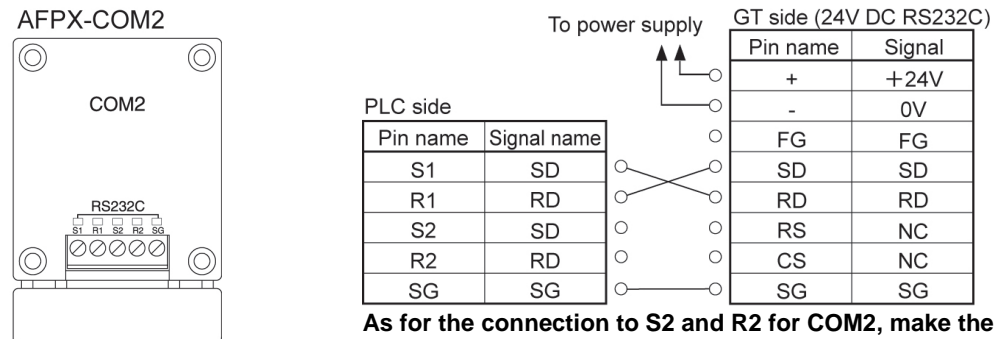 AFPX-COM2
COM2
RS232C
S1 R1 S2 R2 SG
To power supply
PLC side
Pin name Signal name
S1 SD
R1 RD
S2 SD
R2 RD
SG SG
GT side (24V DC RS232C)
Pin name Signal
+ +24V
- 0V
FG FG
SD SD
RD RD
RS NC
CS NC
SG SG
As for the connection to S2 and R2 for COM2, make the